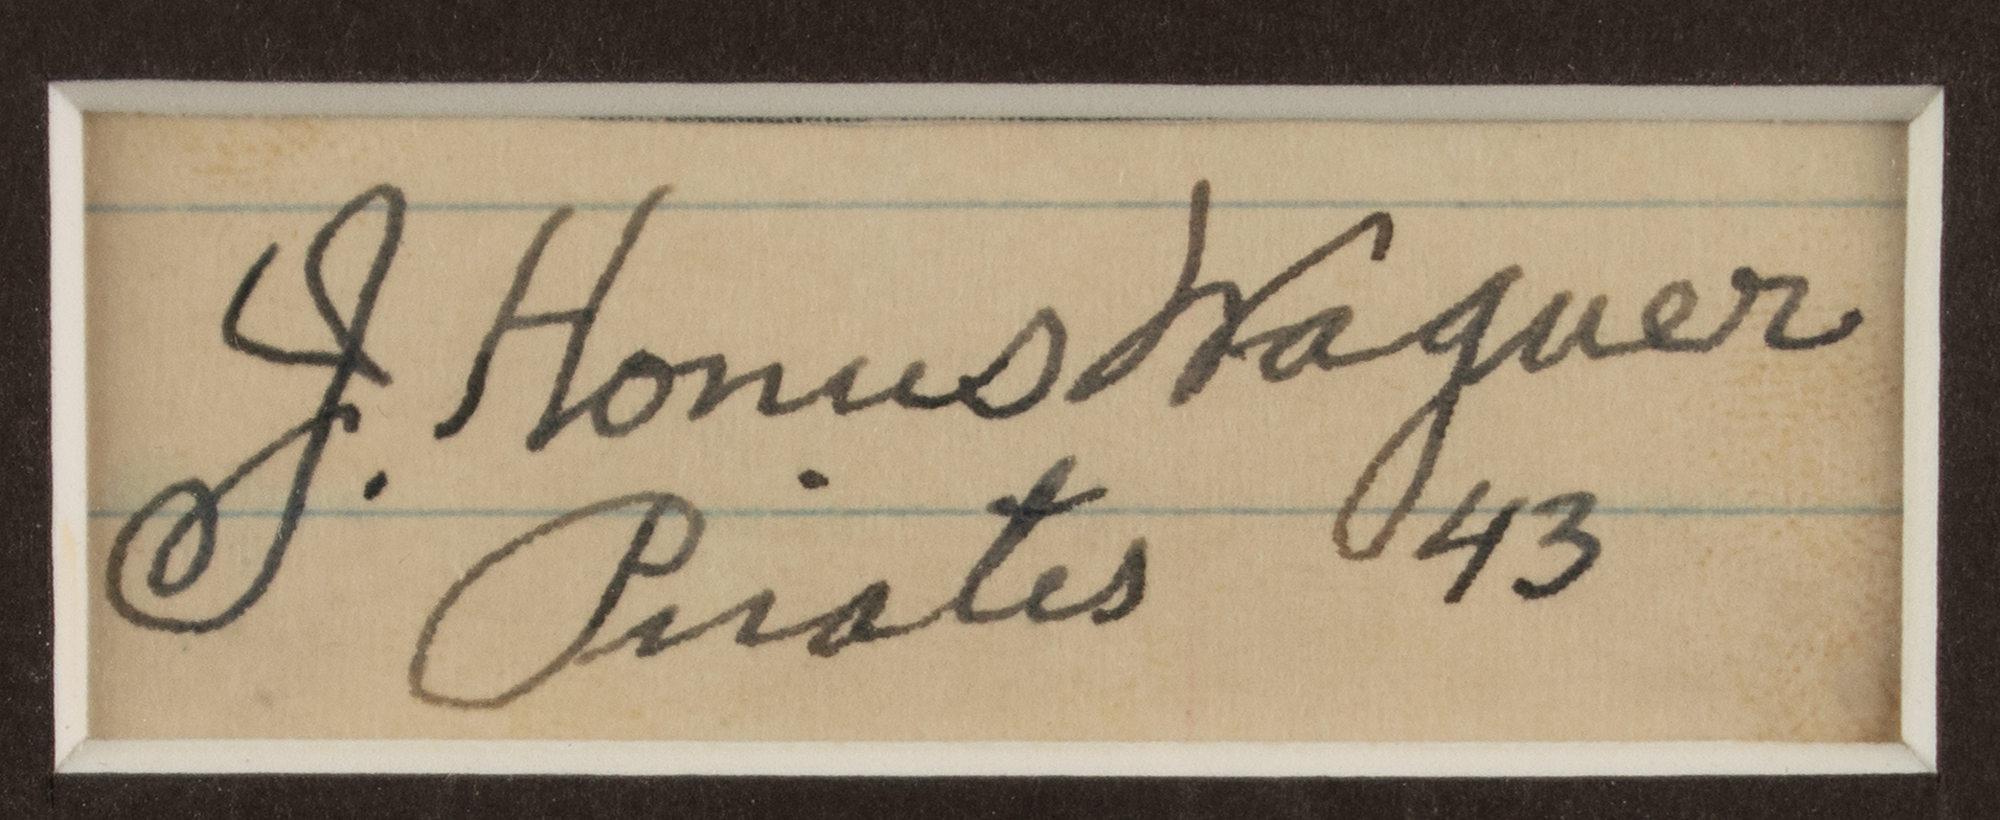 J. Honus Wagner
Pirates 43